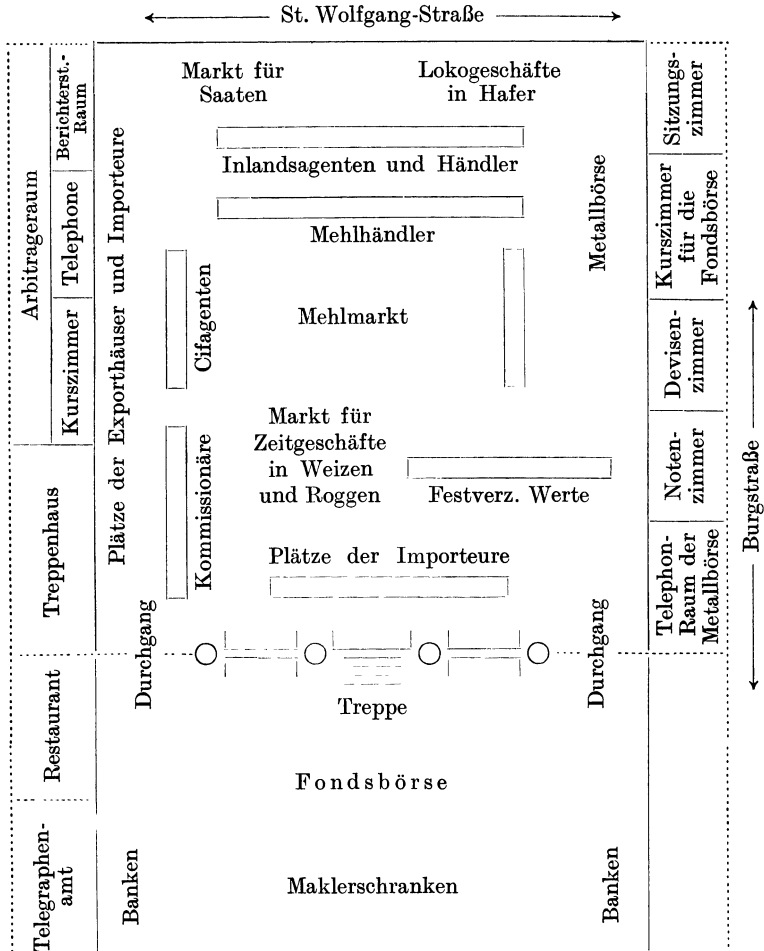 St. Wolfgang-Straße
Markt für
Saaten
Lokogeschäfte
in Hafer
Inlandsagenten und Händler
Mehlhändler
Mehlmarkt
Cifagenten
Metallbörse
Arbitrageraum
Berichterst.-
Raum
Telephone
Kurszimmer
Plätze der Exporthäuser und Importeure
Sitzungs-
zimmer
Kurszimmer
für die
Fondsbörse
Devisen-
zimmer
Noten-
zimmer
Telephon-
Raum der
Metallbörse
Burgstraße
Markt für
Zeitgeschäfte
in Weizen
und Roggen
Festverz. Werte
Kommissionäre
Plätze der Importeure
Treppenhaus
Durchgang
Durchgang
Treppe
Restaurant
Fondsbörse
Telegraphen-
amt
Banken
Maklerschranken
Banken